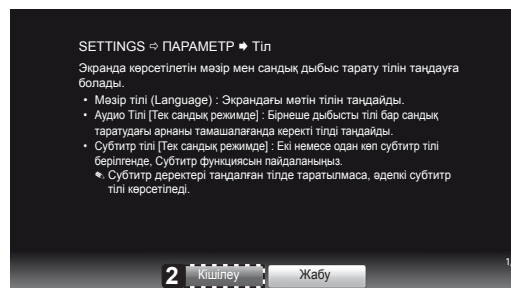 SETTINGS ⇨ ПАРАМЕТР ➧ Тіл
Экранда көрсетілетін мәзір мен сандық дыбыс тарату тілін таңдауға
болады.
• Мәзір тілі (Language) : Экрандағы мәтін тілін таңдайды.
• Аудио Тілі [Тек сандық режимде] : Бірнеше дыбысты тілі бар сандық
таратудағы арнаны тамашалағанда керекті тілді таңдайды.
• Субтитр тілі [Тек сандық режимде] : Екі немесе одан көп субтитр тілі
берілгенде, Субтитр функциясын пайдаланыңыз.
✎ Субтитр деректері таңдалған тілде таратылмаса, әдепкі субтитр
тілі көрсетіледі.
2 Кішілеу Жабу